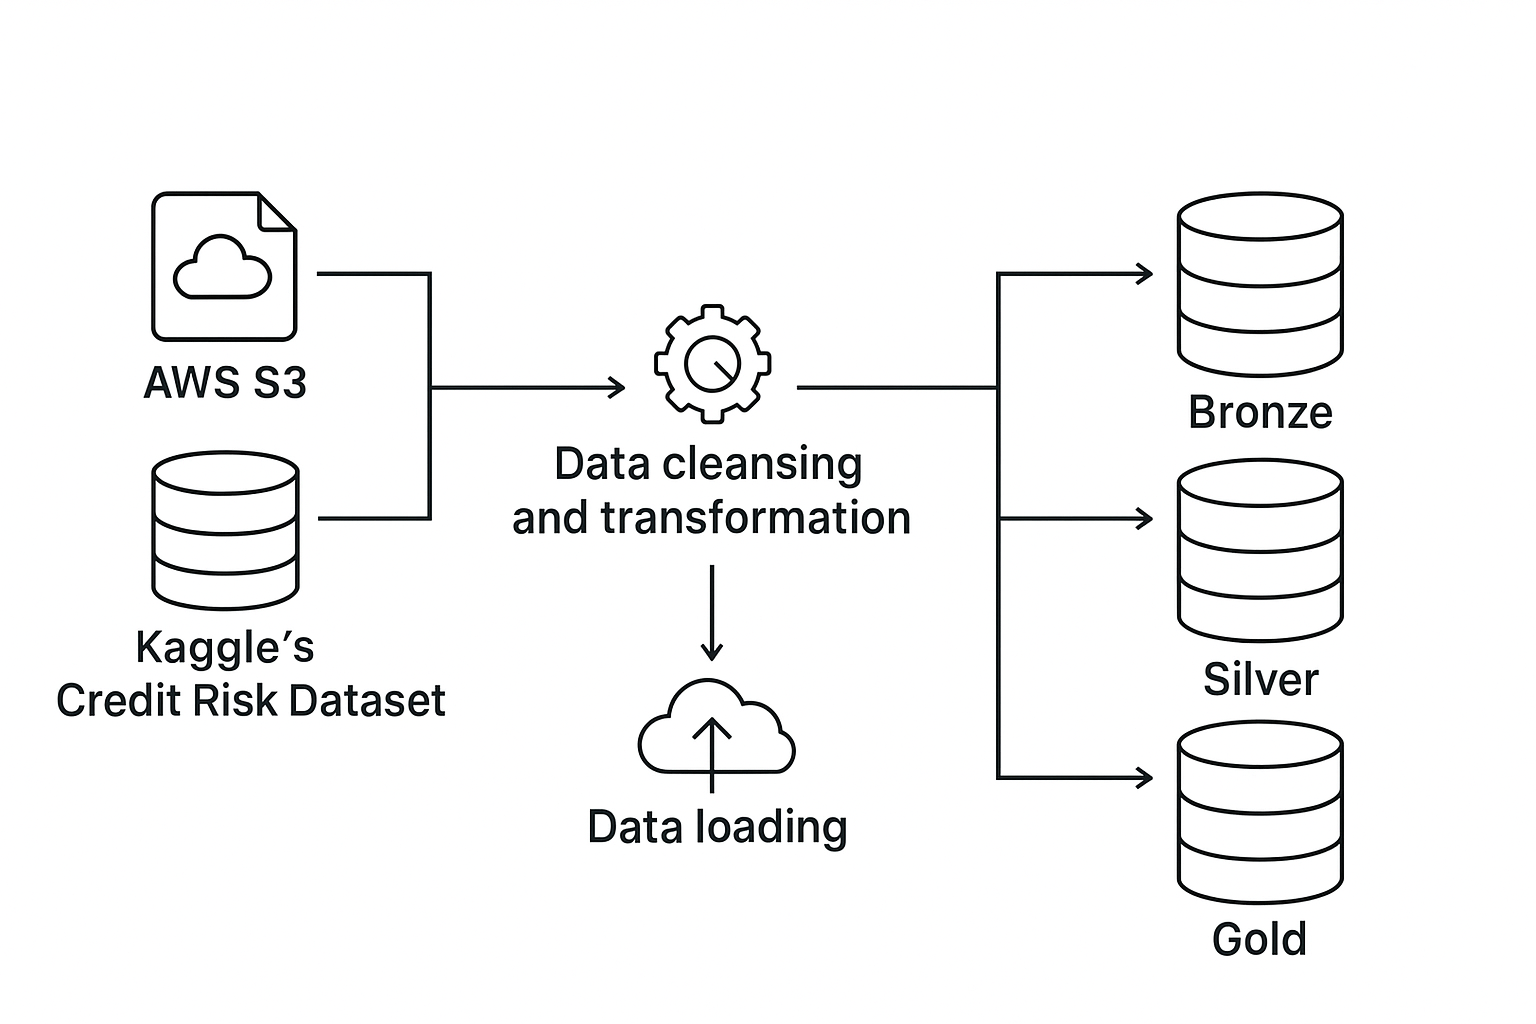 AWS S3
Kaggle’s
Credit Risk Dataset
Data cleansing
and transformation
Data loading
Bronze
Silver
Gold